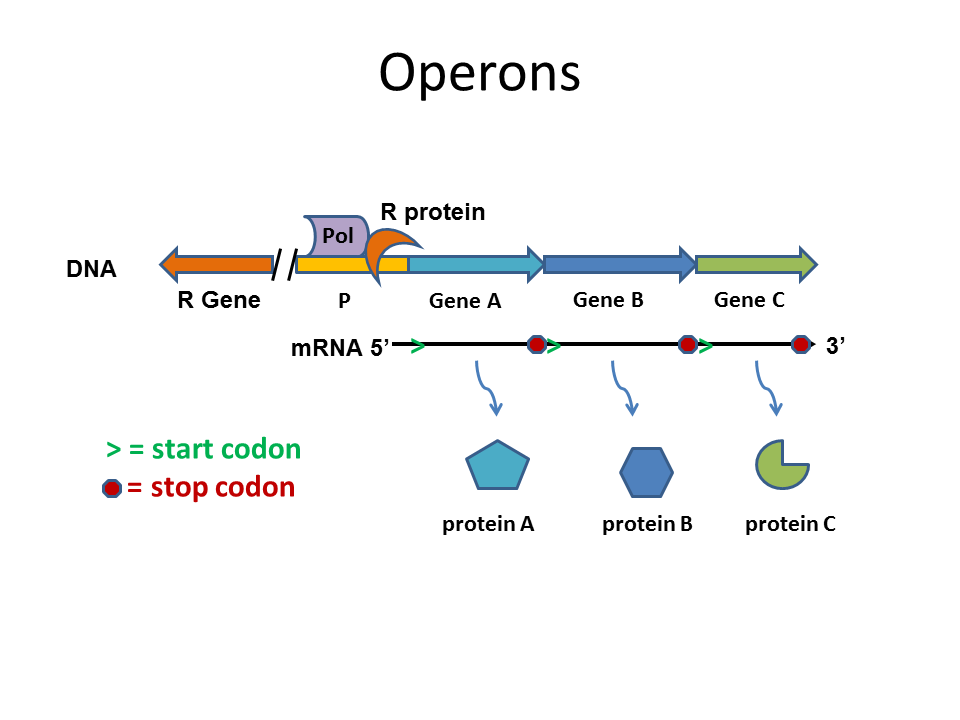 Operons
R protein
Pol
DNA
R Gene
P
Gene A
Gene B
Gene C
mRNA 5’
3’
> = start codon
= stop codon
protein A
protein B
protein C